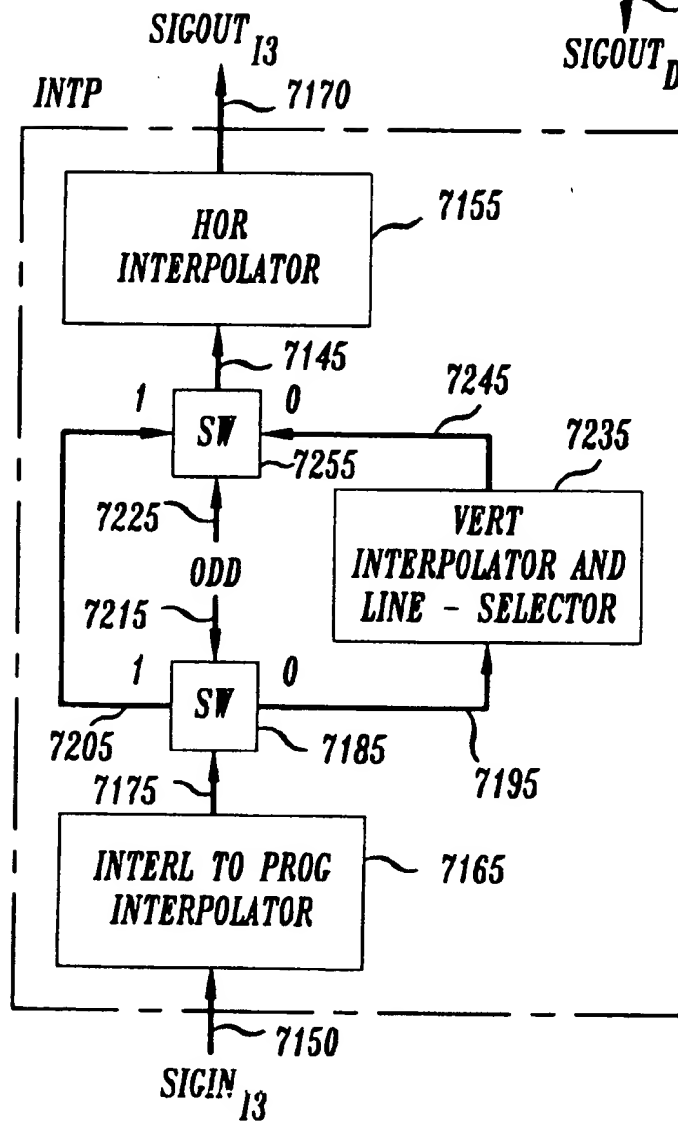 SIGOUT I3
SIGOUT D
INTP
7170
HOR
INTERPOLATOR
7155
7145
1
0
7245
SW
7255
7235
7225
VERT
INTERPOLATOR AND
LINE - SELECTOR
ODD
7215
1
0
SW
7205
7185
7195
7175
INTERL TO PROG
INTERPOLATOR
7165
7150
SIGIN I3